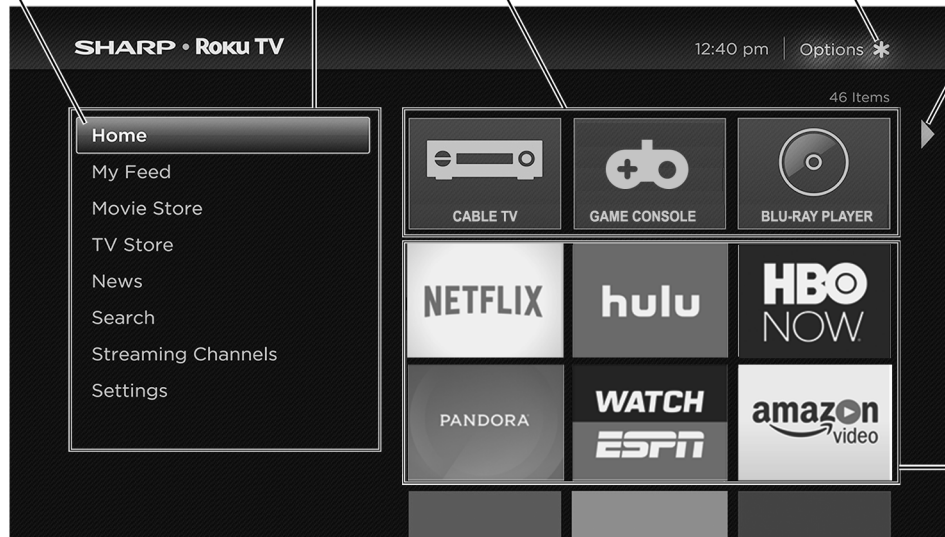 SHARP • ROKU TV
12:40 pm
Options *
46 Items
Home
My Feed
Movie Store
TV Store
News
Search
Streaming Channels
Settings
CABLE TV
GAME CONSOLE
BLU-RAY PLAYER
NETFLIX
hulu
HBO
NOW
PANDORA
WATCH
ESPN
amazon
video